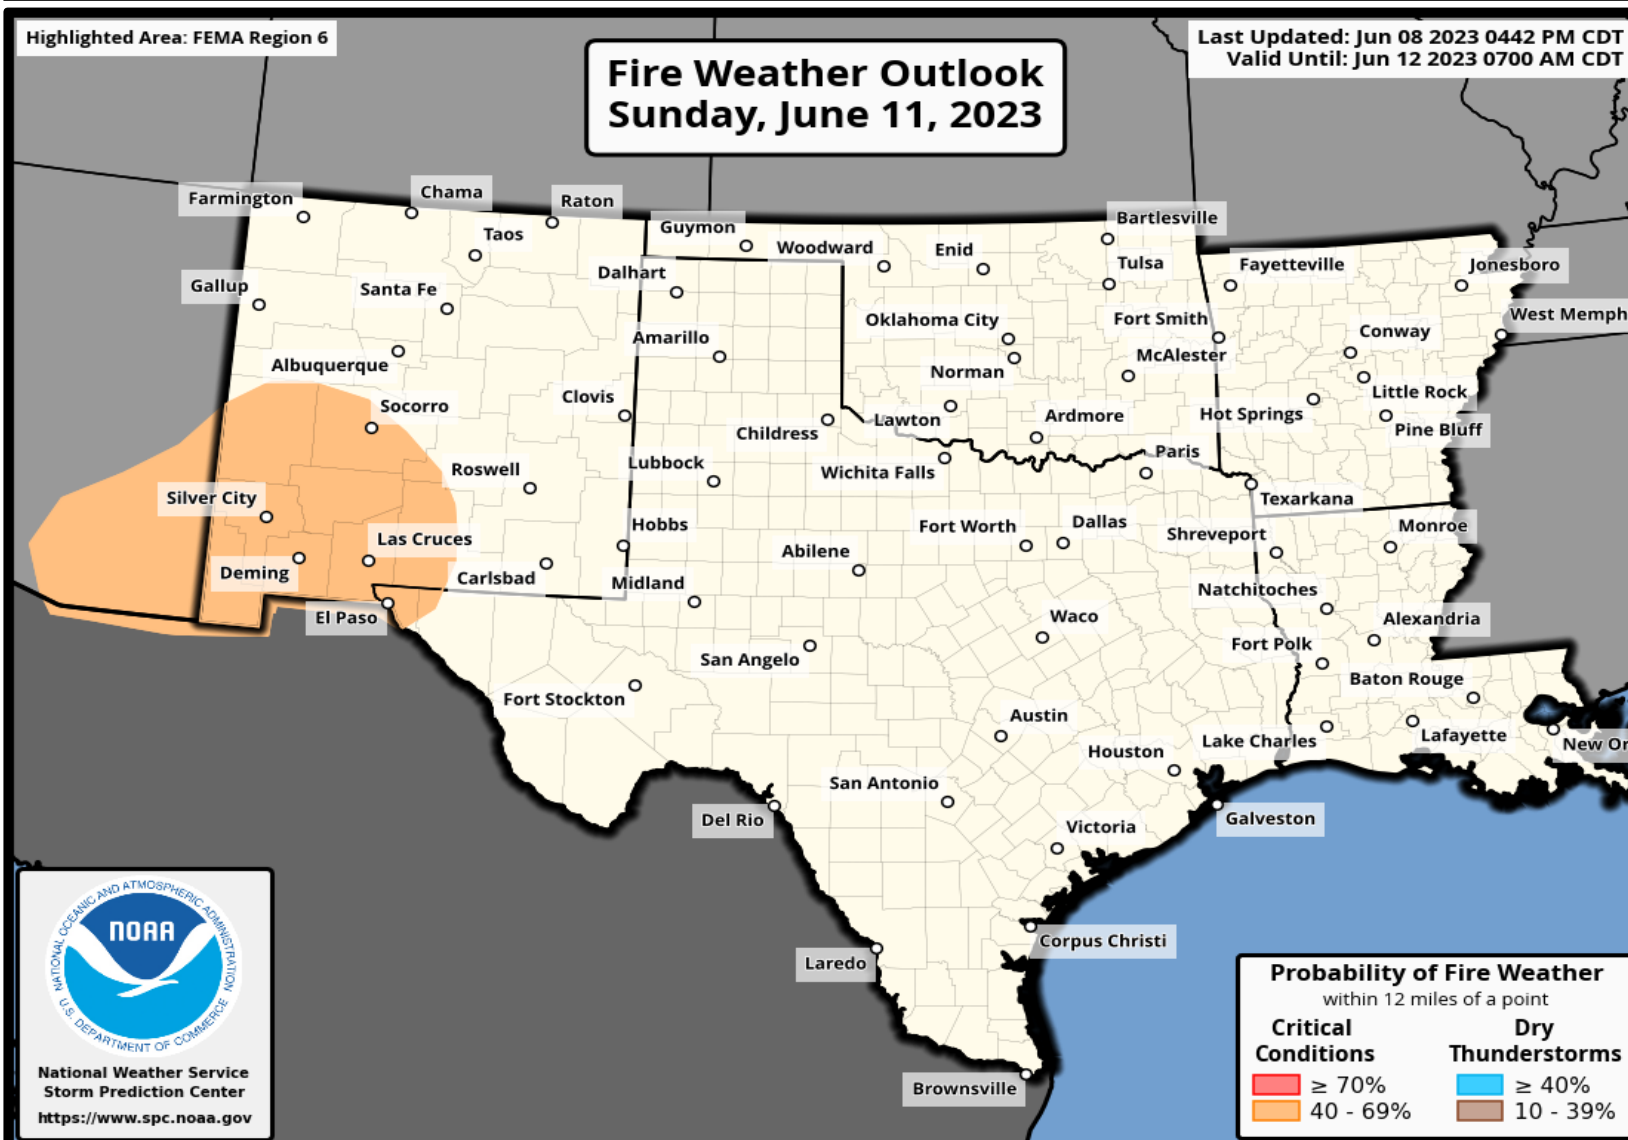 Highlighted Area: FEMA Region 6
Last Updated: Jun 08 2023 0442 PM CDT
Valid Until: Jun 12 2023 0700 AM CDT
Fire Weather Outlook
Sunday, June 11, 2023
Farmington
Chama
Raton
Taos
Guymon
Woodward
Enid
Bartlesville
Tulsa
Fayetteville
Jonesboro
Gallup
Santa Fe
Dalhart
Oklahoma City
Fort Smith
West Memph
Amarillo
Conway
Albuquerque
Norman
McAlester
Little Rock
Socorro
Clovis
Childress
Lawton
Ardmore
Hot Springs
Pine Bluff
Roswell
Lubbock
Wichita Falls
Paris
Silver City
Texarkana
Las Cruces
Hobbs
Fort Worth
Dallas
Shreveport
Monroe
Deming
Carlsbad
Midland
Abilene
Natchitoches
El Paso
Waco
Alexandria
San Angelo
Fort Polk
Fort Stockton
Baton Rouge
Austin
Houston
Lake Charles
Lafayette
New Or
San Antonio
Del Rio
Victoria
Galveston
Corpus Christi
Laredo
Brownsville
NATIONAL OCEANIC AND ATMOSPHERIC ADMINISTRATION
NOAA
U.S. DEPARTMENT OF COMMERCE
National Weather Service
Storm Prediction Center
https://www.spc.noaa.gov
Probability of Fire Weather
within 12 miles of a point
Critical Conditions
Dry Thunderstorms
≥ 70%
≥ 40%
40 - 69%
10 - 39%